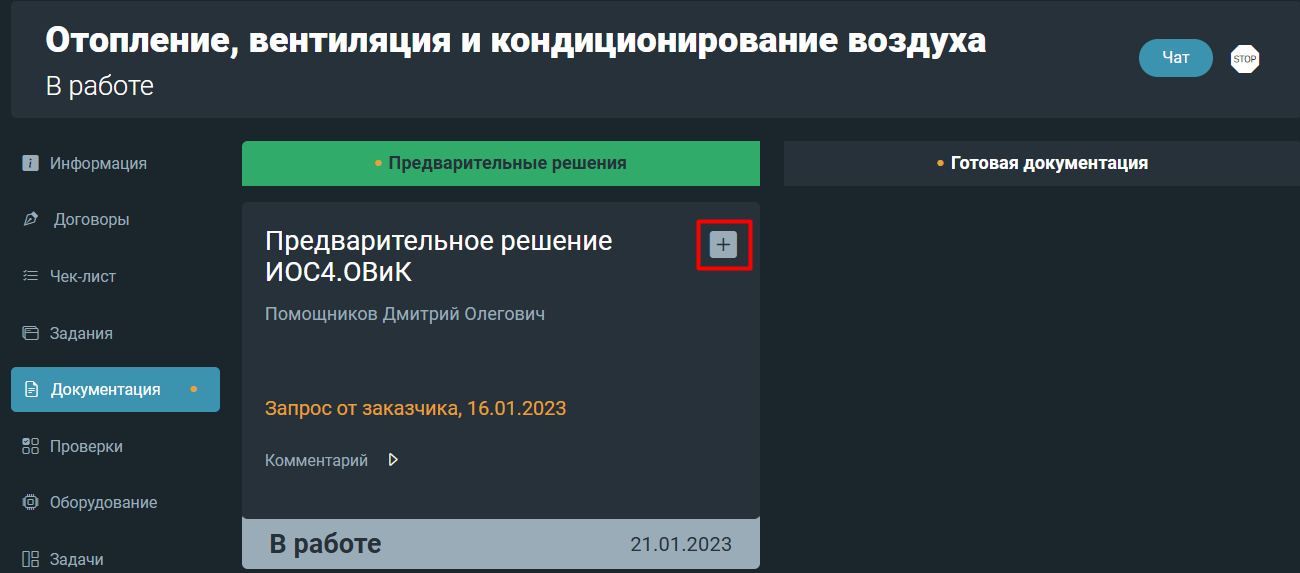 Отопление, вентиляция и кондиционирование воздуха
В работе
Чат
STOP
Информация
Договоры
Чек-лист
Задания
Документация
Проверки
Оборудование
Задачи
Предварительные решения
Готовая документация
Предварительное решение
ИОС4.ОВиК
Помощников Дмитрий Олегович
Запрос от заказчика, 16.01.2023
Комментарий
В работе
21.01.2023